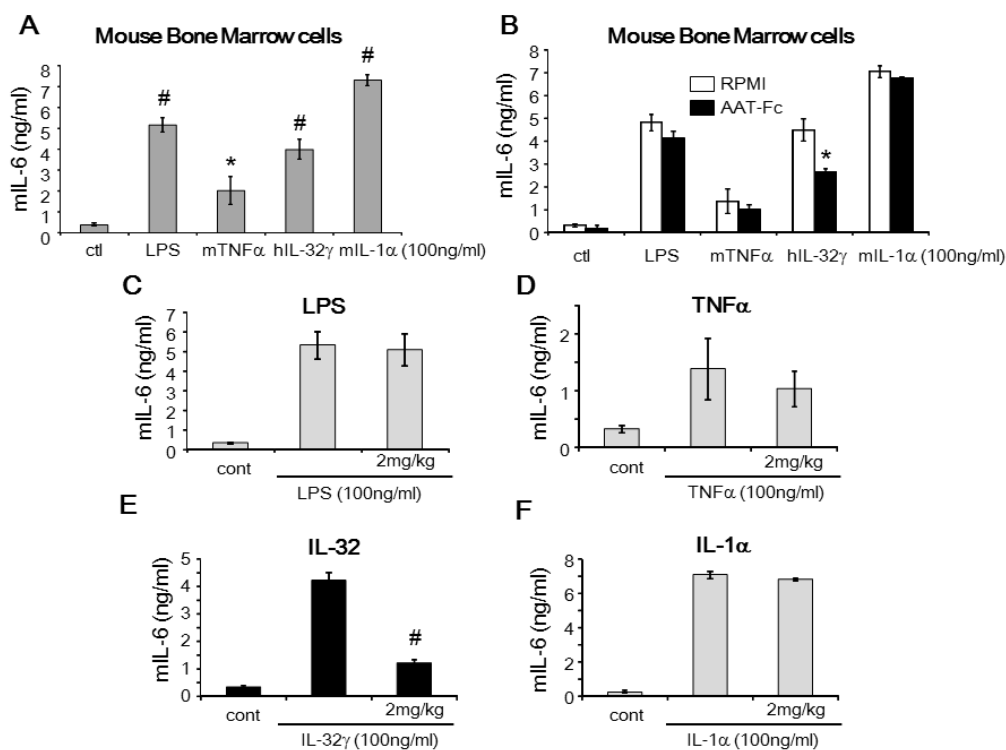 A
Mouse Bone Marrow cells
mIL-6 (ng/ml)
9
8
7
6
5
4
3
2
1
0
#
*
#
#
ctl LPS mTNFα hIL-32γ mIL-1α (100ng/ml)
B
Mouse Bone Marrow cells
mIL-6 (ng/ml)
8
7
6
5
4
3
2
1
0
RPMI
AAT-Fc
*
ctl LPS mTNFα hIL-32γ mIL-1α (100ng/ml)
C
LPS
mIL-6 (ng/ml)
7
6
5
4
3
2
1
0
cont
2mg/kg
LPS (100ng/ml)
D
TNFα
mIL-6 (ng/ml)
2
1
0
cont
2mg/kg
TNFα (100ng/ml)
E
IL-32
mIL-6 (ng/ml)
5
4
3
2
1
0
#
cont
2mg/kg
IL-32γ (100ng/ml)
F
IL-1α
mIL-6 (ng/ml)
8
6
4
2
0
cont
2mg/kg
IL-1α (100ng/ml)